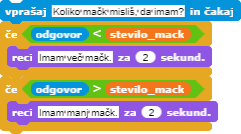 vprašaj Koliko mačk misliš, da imam? in čakaj
če odgovor < stevilo_mack
reci Imam več mačk. za 2 sekund.
če odgovor > stevilo_mack
reci Imam manj mačk. za 2 sekund.